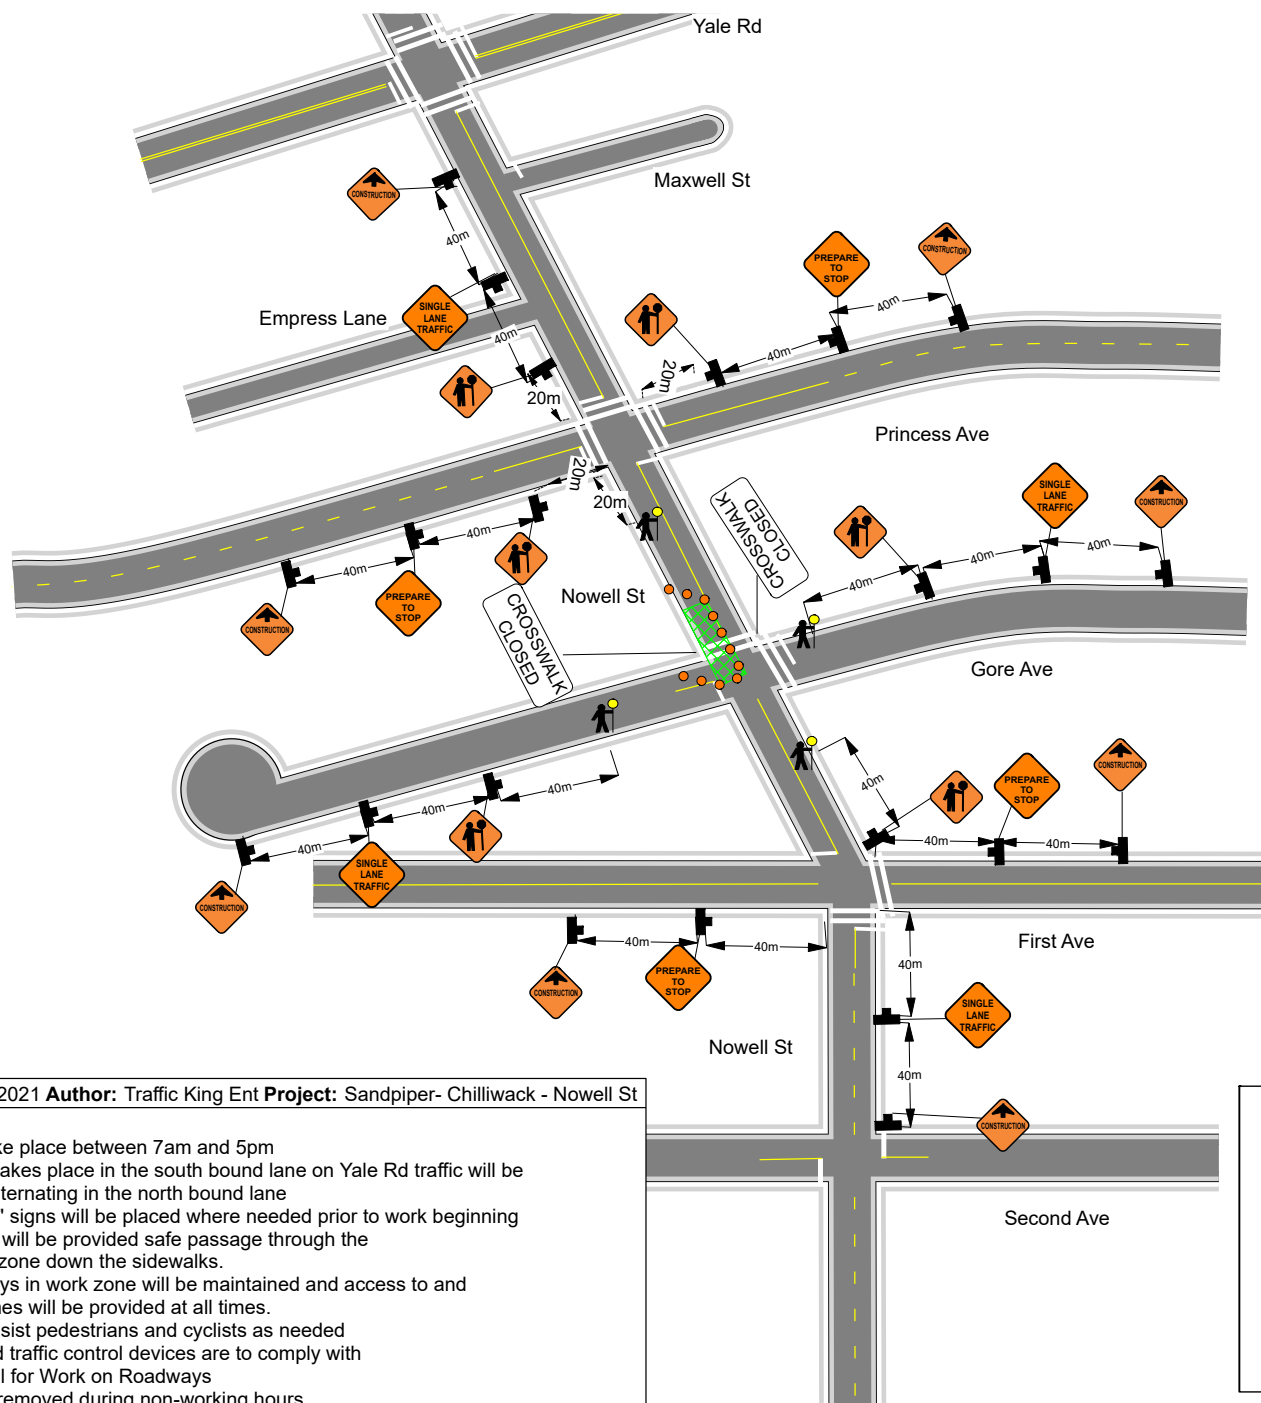 Yale Rd
Maxwell St
CONSTRUCTION
40m
PREPARE
TO
STOP
CONSTRUCTION
40m
Empress Lane
SINGLE
LANE
TRAFFIC
40m
40m
20m
20m
Princess Ave
20m
20m
40m
40m
CONSTRUCTION
PREPARE
TO
STOP
CROSSWALK
CLOSED
SINGLE
LANE
TRAFFIC
CONSTRUCTION
40m
40m
40m
Nowell St
CROSSWALK
CLOSED
Gore Ave
40m
40m
40m
CONSTRUCTION
SINGLE
LANE
TRAFFIC
40m
PREPARE
TO
STOP
CONSTRUCTION
40m
40m
First Ave
40m
40m
CONSTRUCTION
PREPARE
TO
STOP
40m
SINGLE
LANE
TRAFFIC
Nowell St
40m
CONSTRUCTION
Second Ave
2021 Author: Traffic King Ent Project: Sandpiper- Chilliwack - Nowell St
ke place between 7am and 5pm
takes place in the south bound lane on Yale Rd traffic will be
lternating in the north bound lane
" signs will be placed where needed prior to work beginning
will be provided safe passage through the
zone down the sidewalks.
ys in work zone will be maintained and access to and
nes will be provided at all times.
sist pedestrians and cyclists as needed
d traffic control devices are to comply with
l for Work on Roadways
removed during non-working hours